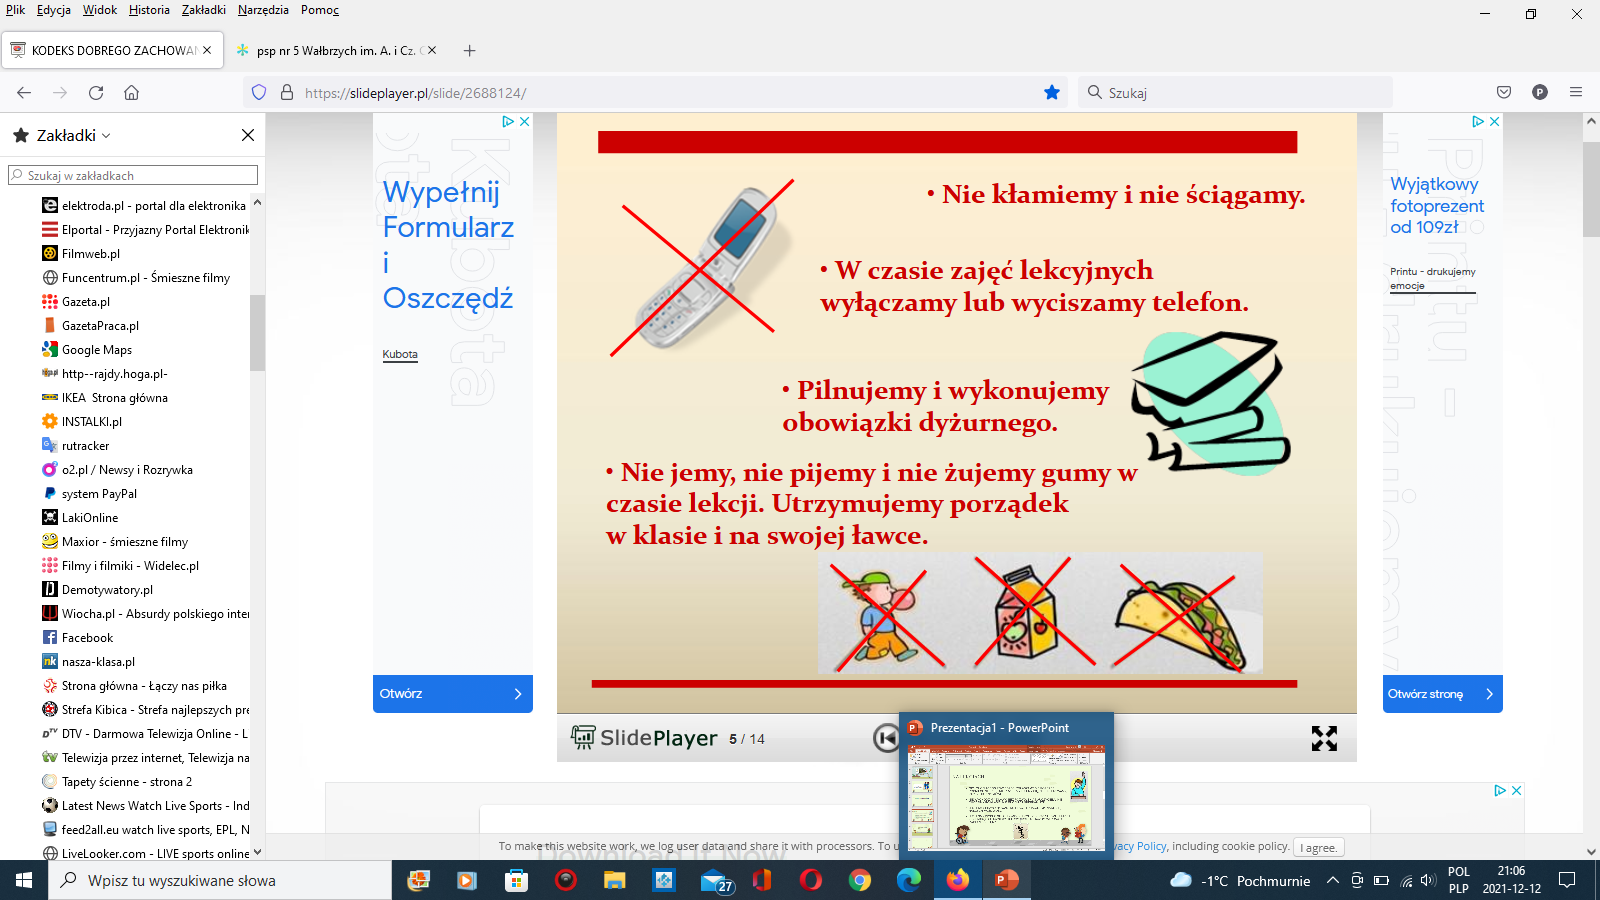 Plik Edycja Widok Historia Zakładki Narzędzia Pomoc
KODEKS DOBREGO ZACHOWAN
psp nr 5 Wałbrzych im. A. i Cz.
https://slideplayer.pl/slide/2688124/
Szukaj
P
Zakładki
Szukaj w zakładkach
elektroda.pl - portal dla elektronika
Elportal - Przyjazny Portal Elektronik
Filmweb.pl
Funcentrum.pl - Śmieszne filmy
Gazeta.pl
GazetaPraca.pl
Google Maps
http--rajdy.hoga.pl-
IKEA Strona główna
INSTALKI.pl
rutracker
o2.pl / Newsy i Rozrywka
system PayPal
LakiOnline
Maxior - śmieszne filmy
Filmy i filmiki - Widelec.pl
Demotywatory.pl
Wiocha.pl - Absurdy polskiego inter
Facebook
nasza-klasa.pl
Strona główna - Łączy nas piłka
Strefa Kibica - Strefa najlepszych pre
DTV - Darmowa Telewizja Online - L
Telewizja przez internet, Telewizja na
Tapety ścienne - strona 2
Latest News Watch Live Sports - Ind
feed2all.eu watch live sports, EPL, N
LiveLooker.com - LIVE sports online
Wypełnij
Formularz
i
Oszczędź
Kubota
Otwórz
• Nie kłamiemy i nie ściągamy.
• W czasie zajęć lekcyjnych
wyłączamy lub wyciszamy telefon.
• Pilnujemy i wykonujemy
obowiązki dyżurnego.
• Nie jemy, nie pijemy i nie żujemy gumy w
czasie lekcji. Utrzymujemy porządek
w klasie i na swojej ławce.
SlidePlayer 5 / 14
Wyjątkowy
fotoprezent
od 109zł
Printu - drukujemy
emocje
Otwórz stronę
Prezentacja1 - PowerPoint
Download It Now
To make this website work, we log user data and share it with processors. To u
vacy Policy, including cookie policy. I agree.
Wpisz tu wyszukiwane słowa
27
-1°C Pochmurnie
POL
PLP
21:06
2021-12-12